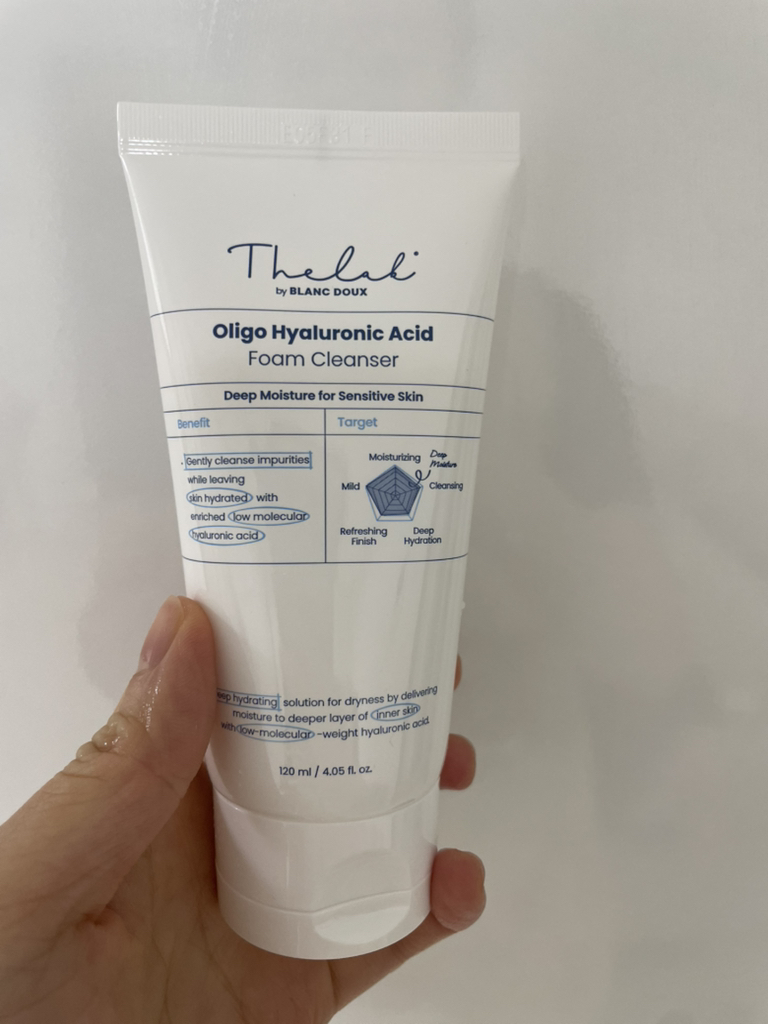 Thelab
by BLANC DOUX
Oligo Hyaluronic Acid
Foam Cleanser
Deep Moisture for Sensitive Skin
Benefit
Target
· Gently cleanse impurities
while leaving
skin hydrated with
enriched low molecular
hyaluronic acid
Moisturizing
Deep
Moisture
Mild
Cleansing
Refreshing
Finish
Deep
Hydration
hydrating solution for dryness by delivering
moisture to deeper layer of inner skin
with low-molecular-weight hyaluronic acid.
120 ml / 4.05 fl. oz.